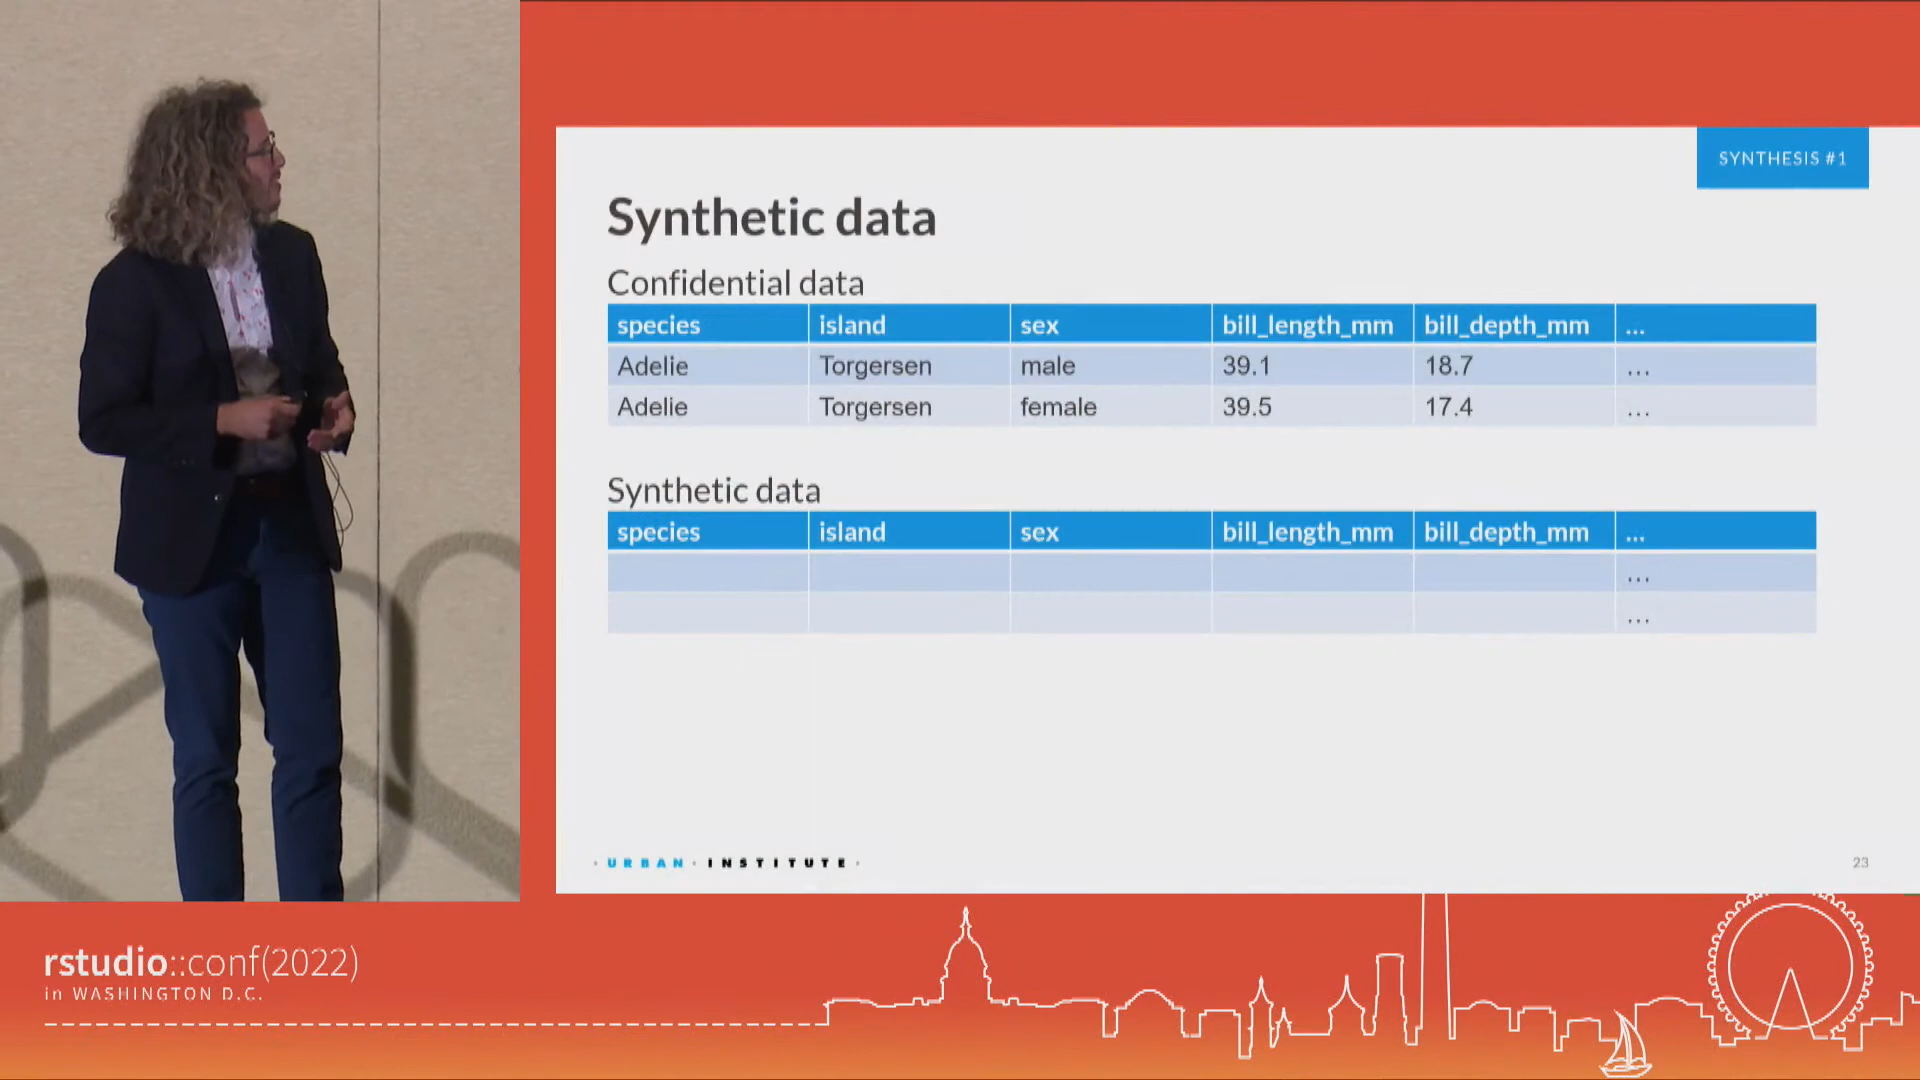 SYNTHESIS #1
Synthetic data
Confidential data
species island sex bill_length_mm bill_depth_mm ...
Adelie Torgersen male 39.1 18.7 ...
Adelie Torgersen female 39.5 17.4 ...
Synthetic data
species island sex bill_length_mm bill_depth_mm ...
...
...
URBAN · INSTITUTE
23
rstudio::conf(2022)
in WASHINGTON D.C.